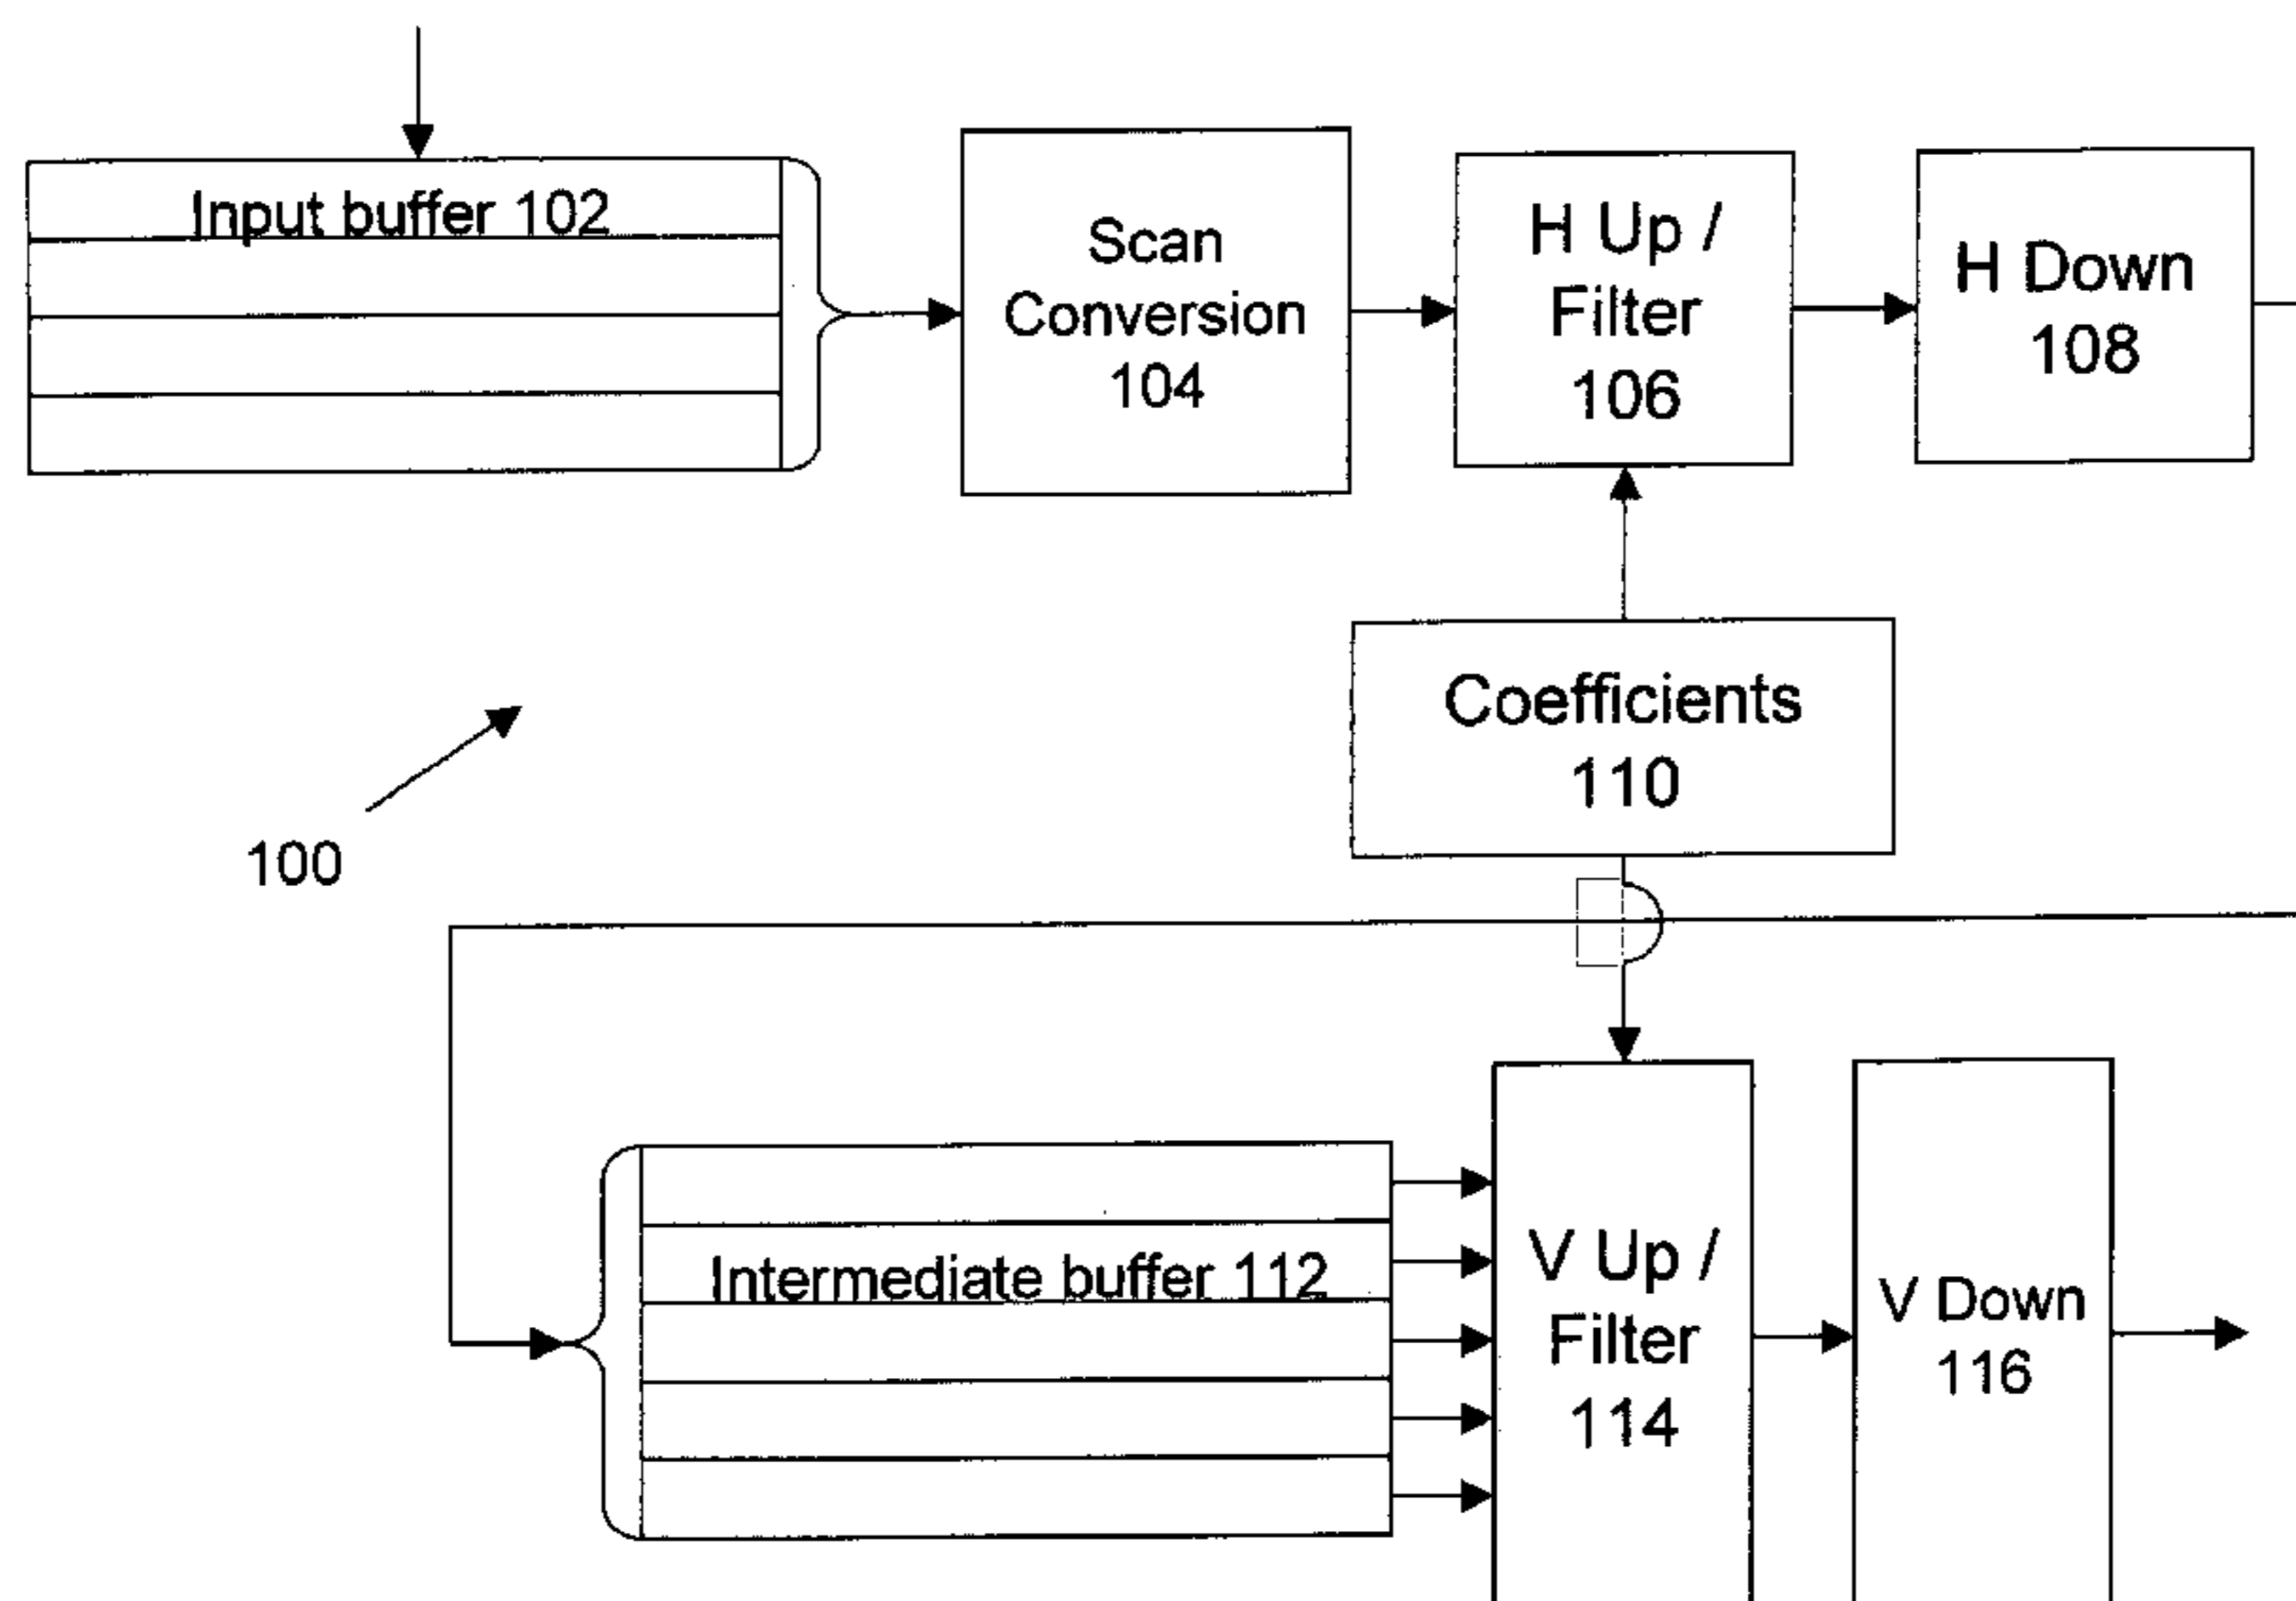 Input buffer 102
Scan
Conversion
104
H Up /
Filter
106
H Down
108
Coefficients
110
100
Intermediate buffer 112
V Up /
Filter
114
V Down
116